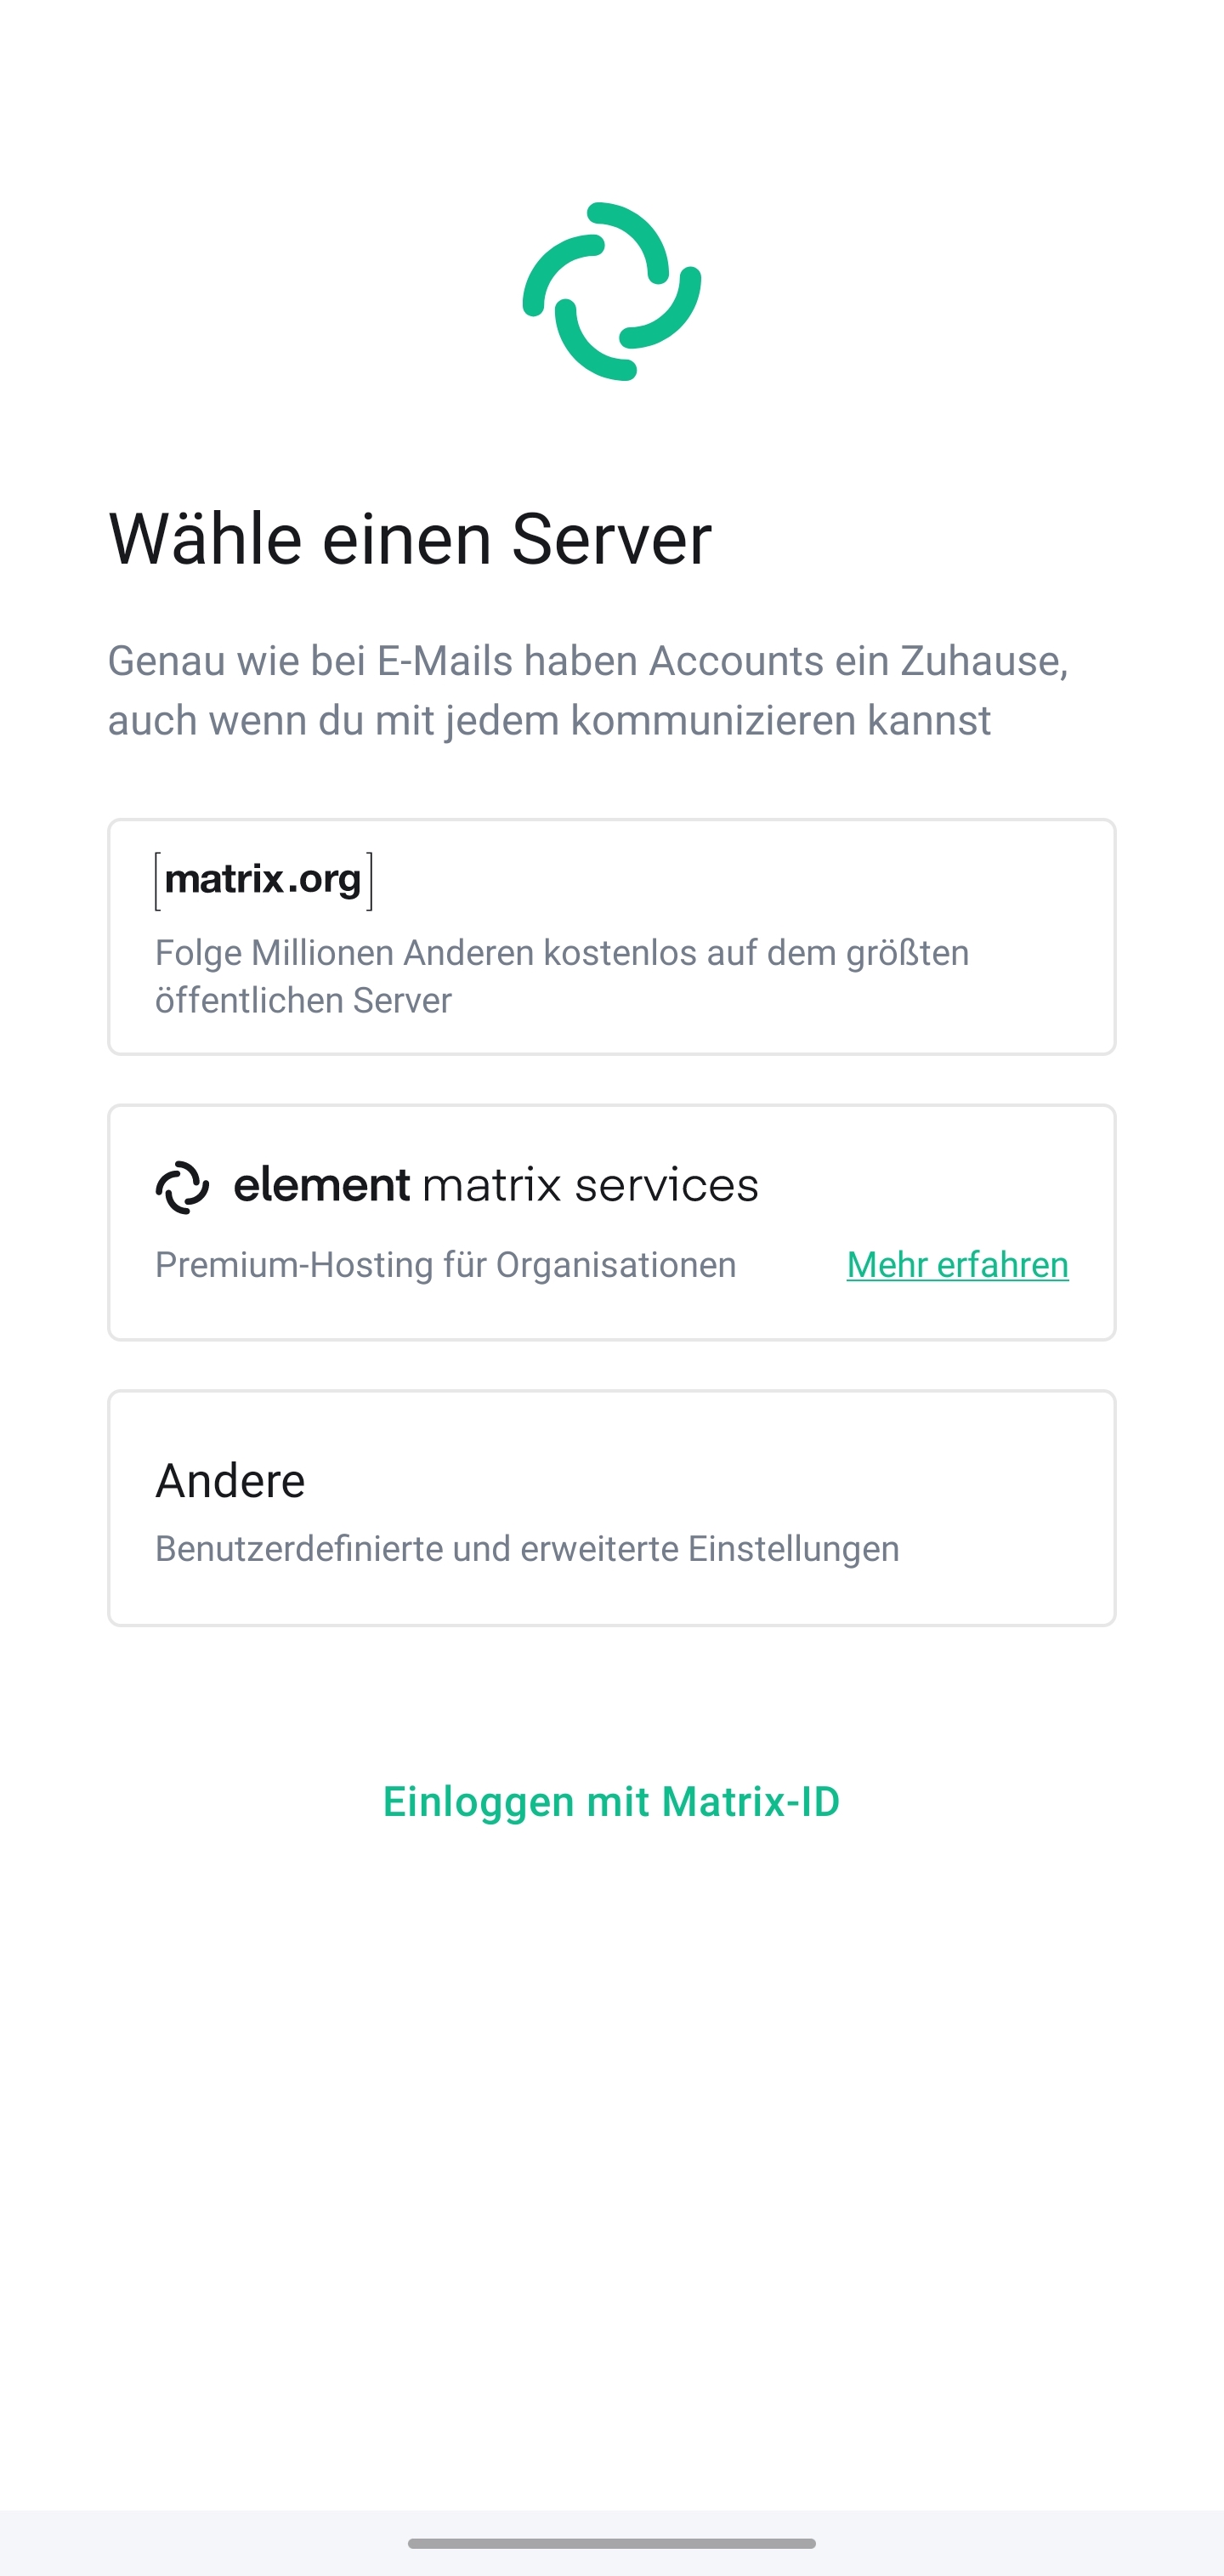 Wähle einen Server
Genau wie bei E-Mails haben Accounts ein Zuhause,
auch wenn du mit jedem kommunizieren kannst
[matrix.org]
Folge Millionen Anderen kostenlos auf dem größten
öffentlichen Server
element matrix services
Premium-Hosting für Organisationen Mehr erfahren
Andere
Benutzerdefinierte und erweiterte Einstellungen
Einloggen mit Matrix-ID